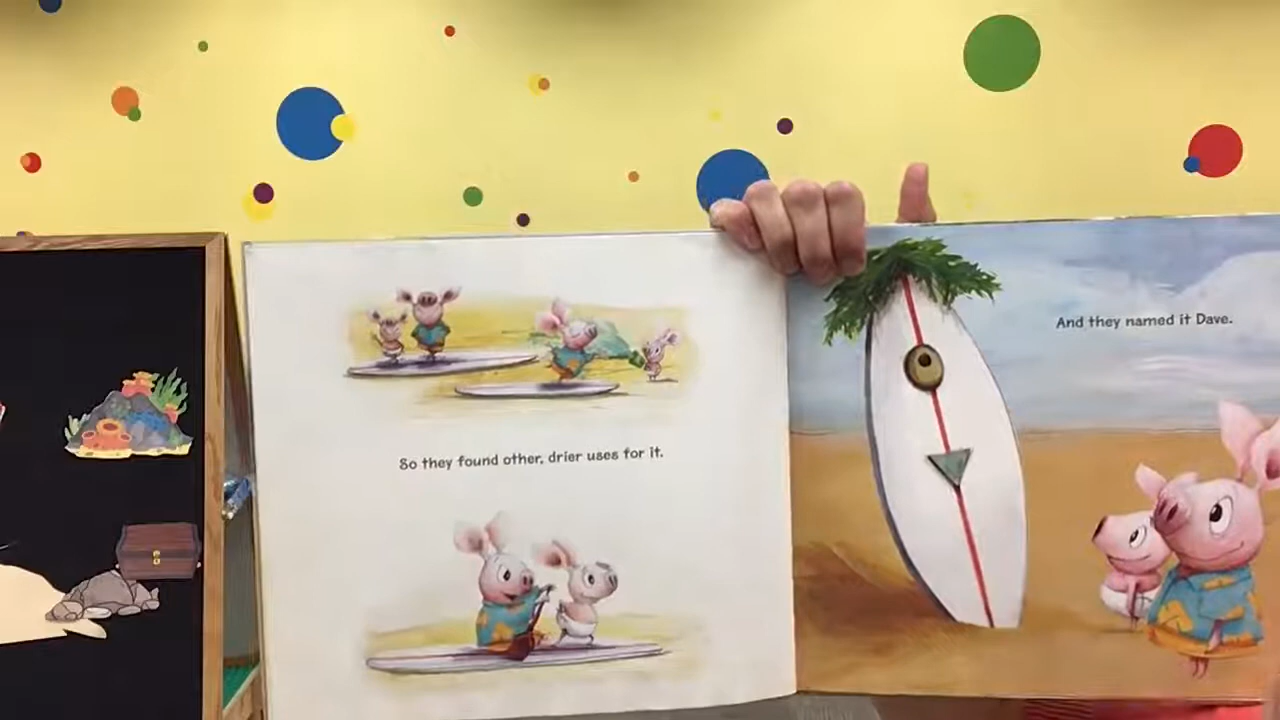 So they found other, drier uses for it.
And they named it Dave.